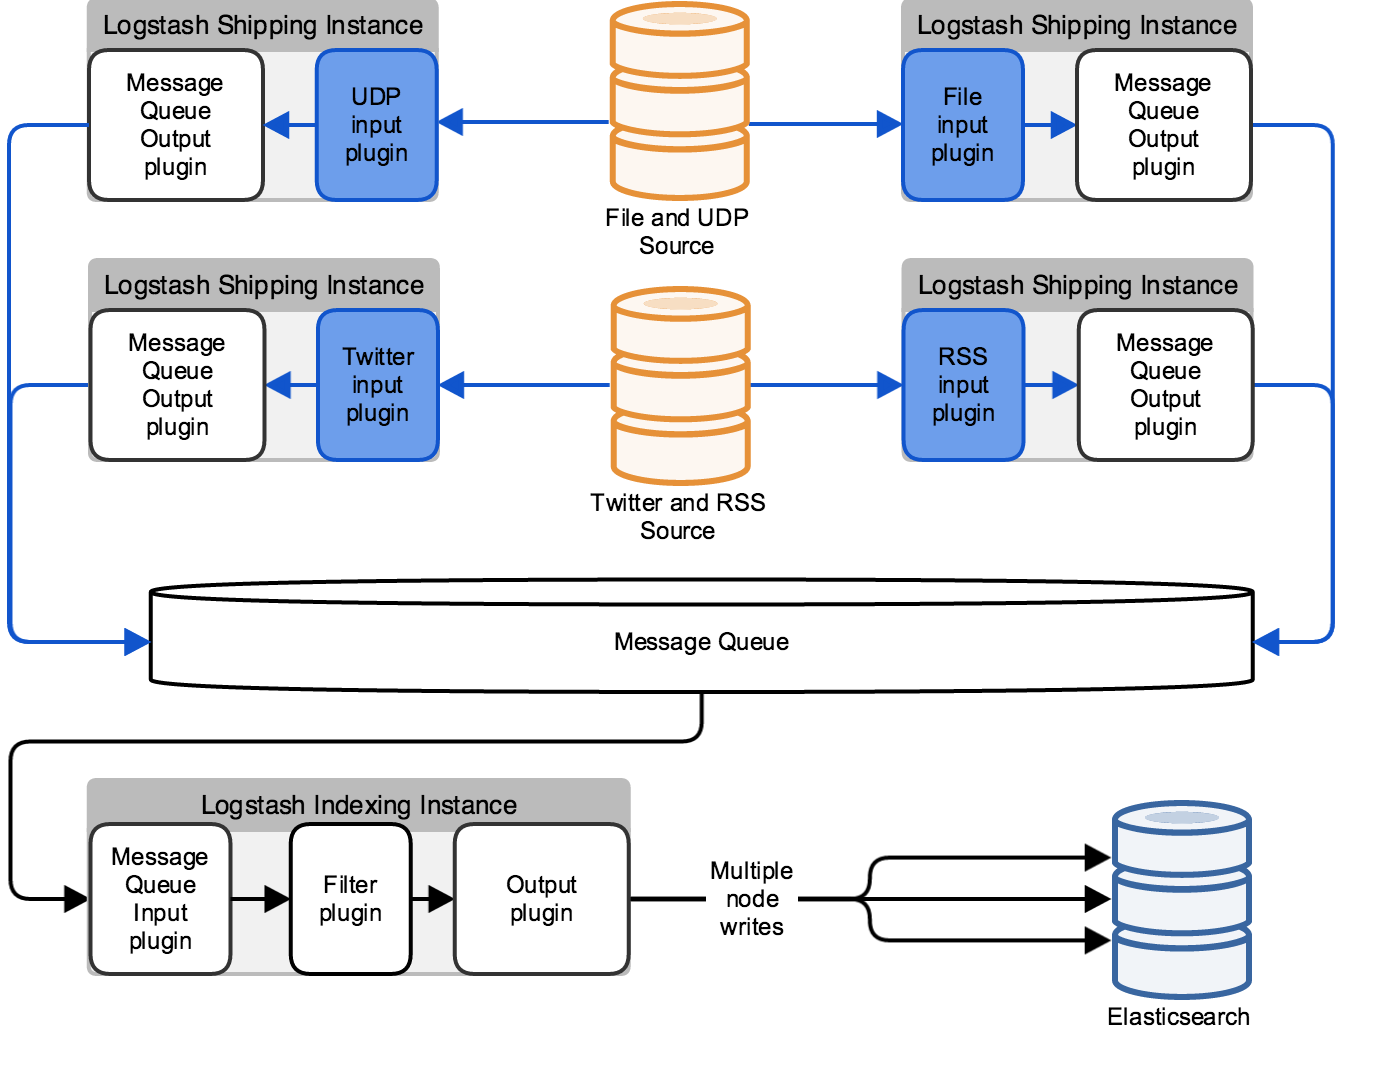 Logstash Shipping Instance
Message
Queue
Output
plugin
UDP
input
plugin
File and UDP
Source
Logstash Shipping Instance
File
input
plugin
Message
Queue
Output
plugin
Logstash Shipping Instance
Message
Queue
Output
plugin
Twitter
input
plugin
Twitter and RSS
Source
Logstash Shipping Instance
RSS
input
plugin
Message
Queue
Output
plugin
Message Queue
Logstash Indexing Instance
Message
Queue
Input
plugin
Filter
plugin
Output
plugin
Multiple
node
writes
Elasticsearch